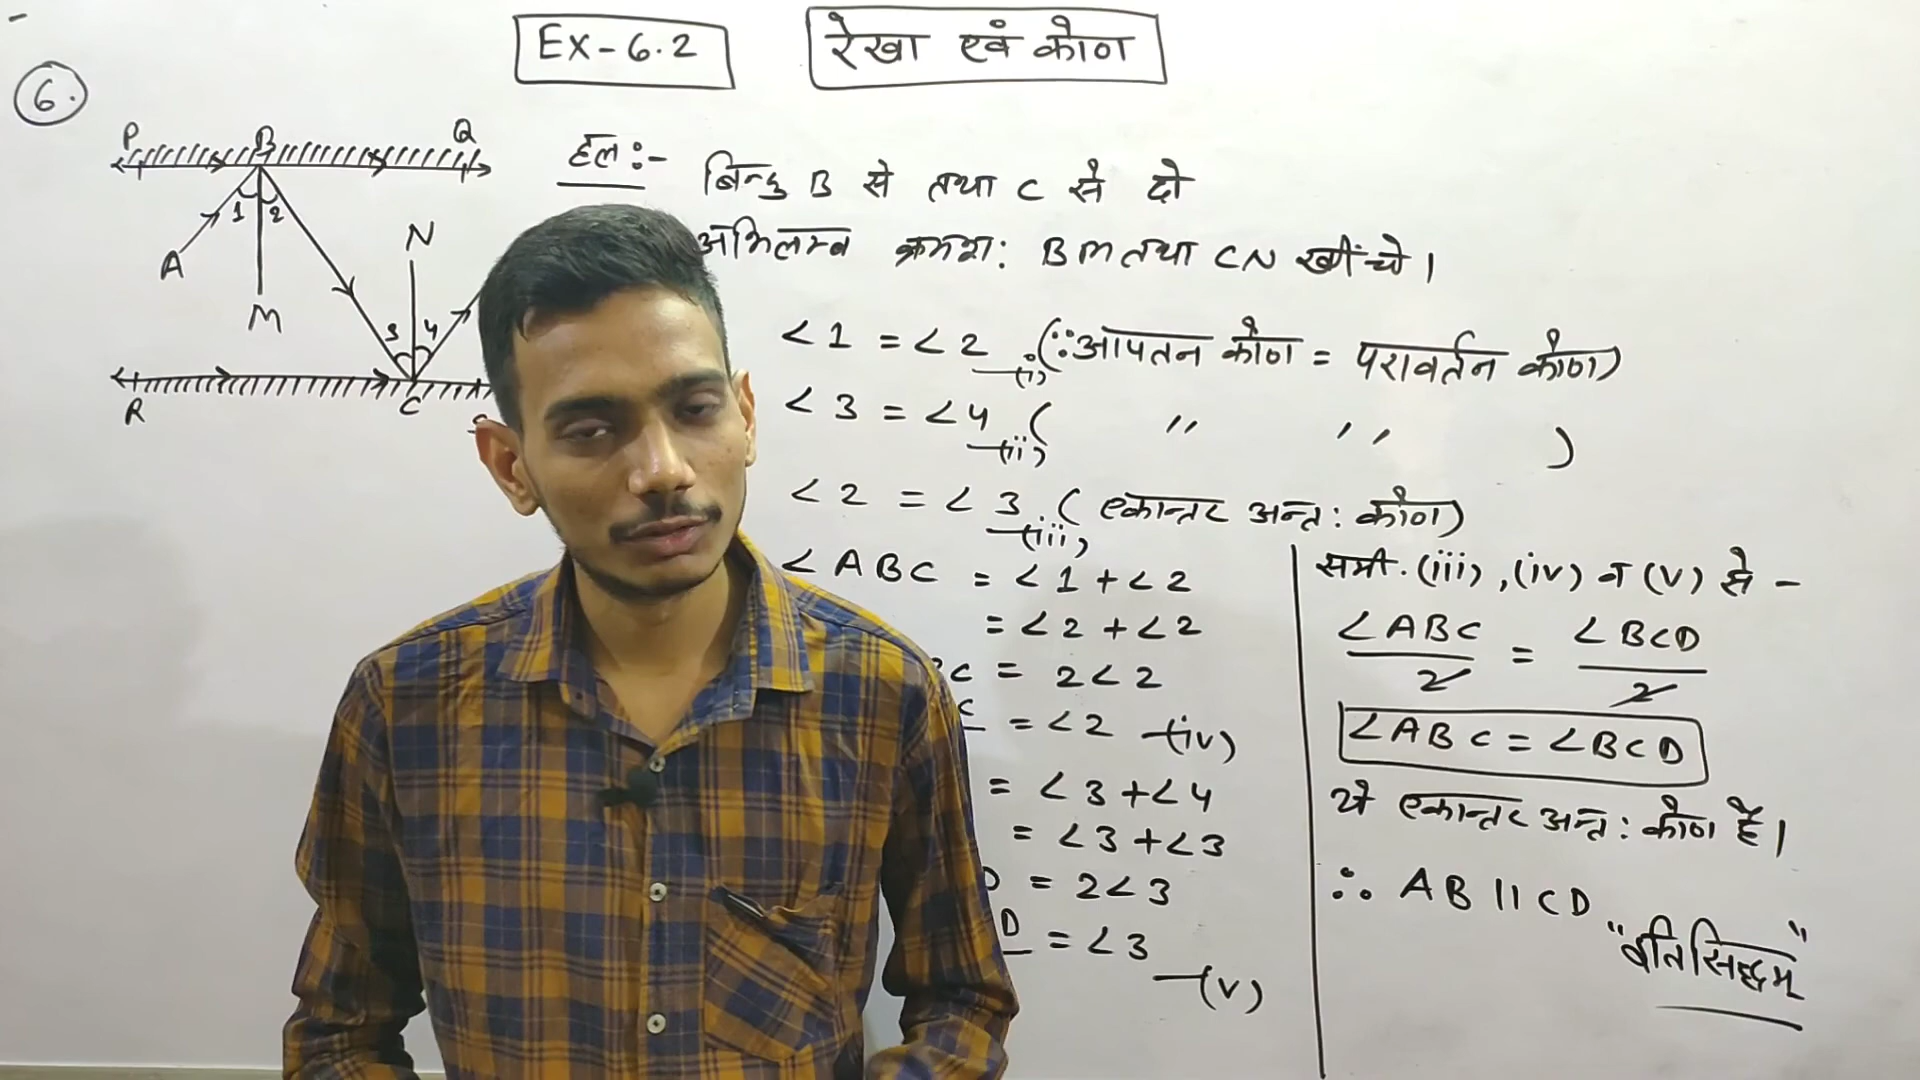 EX-6.2
रेखा एवं कोण
6.
P B Q
1 2
A
M
N
3 4
R C
हल :-
बिन्दु B से तथा C से दो
अभिलम्ब क्रमश: BM तथा CN खींचे।
∠1 = ∠2 —(i) (∵ आपतन कोण = परावर्तन कोण)
∠3 = ∠4 —(ii) ( " " )
∠2 = ∠3 —(iii) (एकान्तर अन्त: कोण)
∠ABC = ∠1 + ∠2
= ∠2 + ∠2
C = 2∠2
C = ∠2 —(iv)
= ∠3 + ∠4
= ∠3 + ∠3
D = 2∠3
D = ∠3 —(v)
समी. (iii), (iv) व (v) से -
∠ABC/2 = ∠BCD/2
∠ABC = ∠BCD
ये एकान्तर अन्त: कोण हैं।
∴ AB || CD
"इतिसिद्धम्"